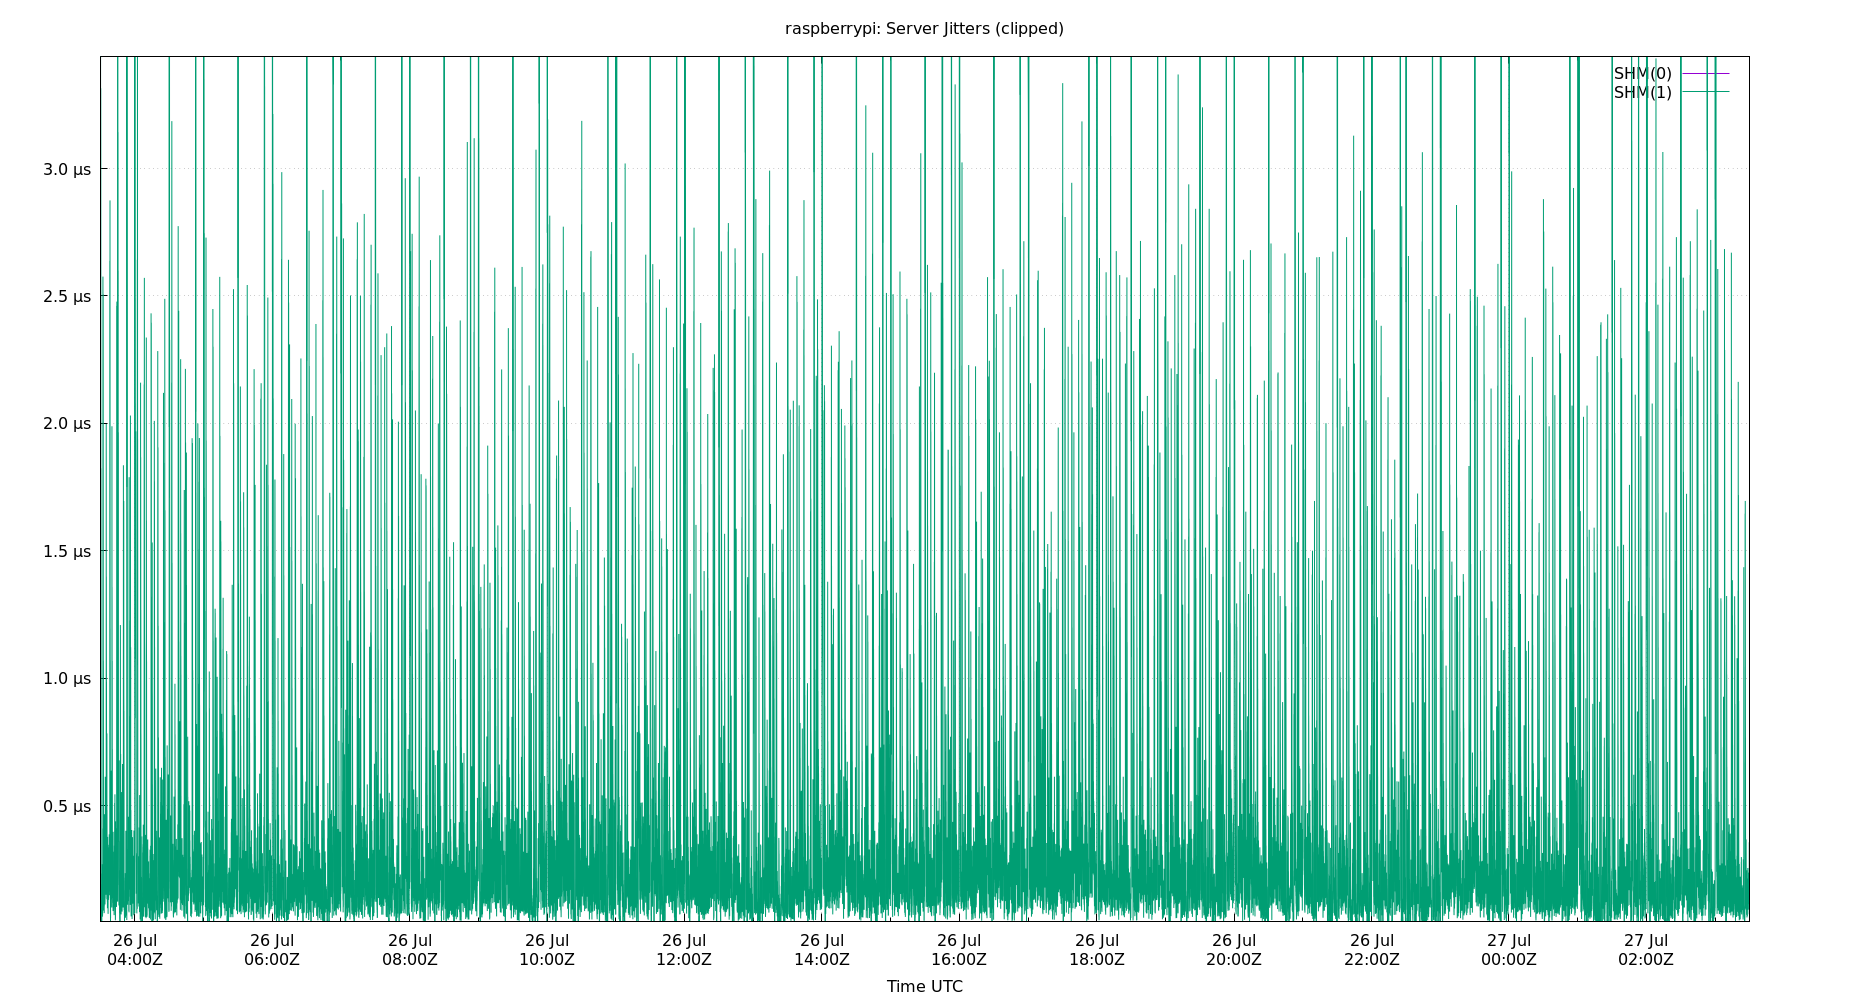 raspberrypi: Server Jitters (clipped)
SHM(0)
SHM(1)
3.0 µs
2.5 µs
2.0 µs
1.5 µs
1.0 µs
0.5 µs
26 Jul 26 Jul 26 Jul 26 Jul 26 Jul 26 Jul 26 Jul 26 Jul 26 Jul 26 Jul 27 Jul 27 Jul
04:00Z 06:00Z 08:00Z 10:00Z 12:00Z 14:00Z 16:00Z 18:00Z 20:00Z 22:00Z 00:00Z 02:00Z
Time UTC